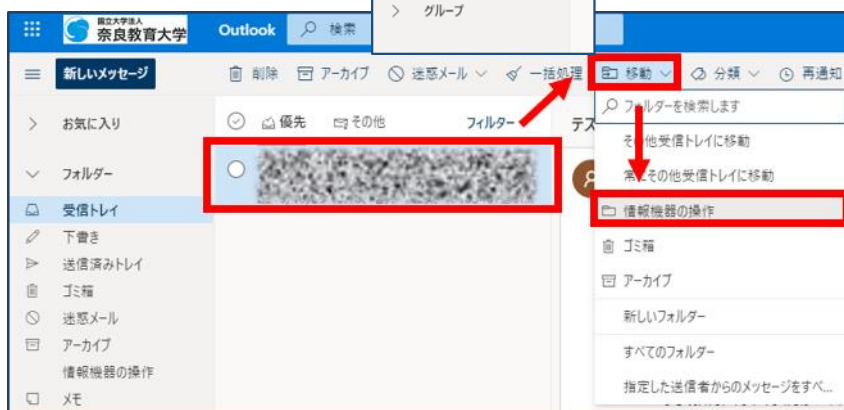 グループ
国立大学法人
奈良教育大学
Outlook
検索
新しいメッセージ
削除 アーカイブ 迷惑メール 一括処理 移動 分類 再通知
お気に入り
フォルダー
受信トレイ
下書き
送信済みトレイ
ゴミ箱
迷惑メール
アーカイブ
情報機器の操作
メモ
優先 その他 フィルター
テス
フォルダーを検索します
その他受信トレイに移動
常にその他受信トレイに移動
情報機器の操作
ゴミ箱
アーカイブ
新しいフォルダー
すべてのフォルダー
指定した送信者からのメッセージをすべ...